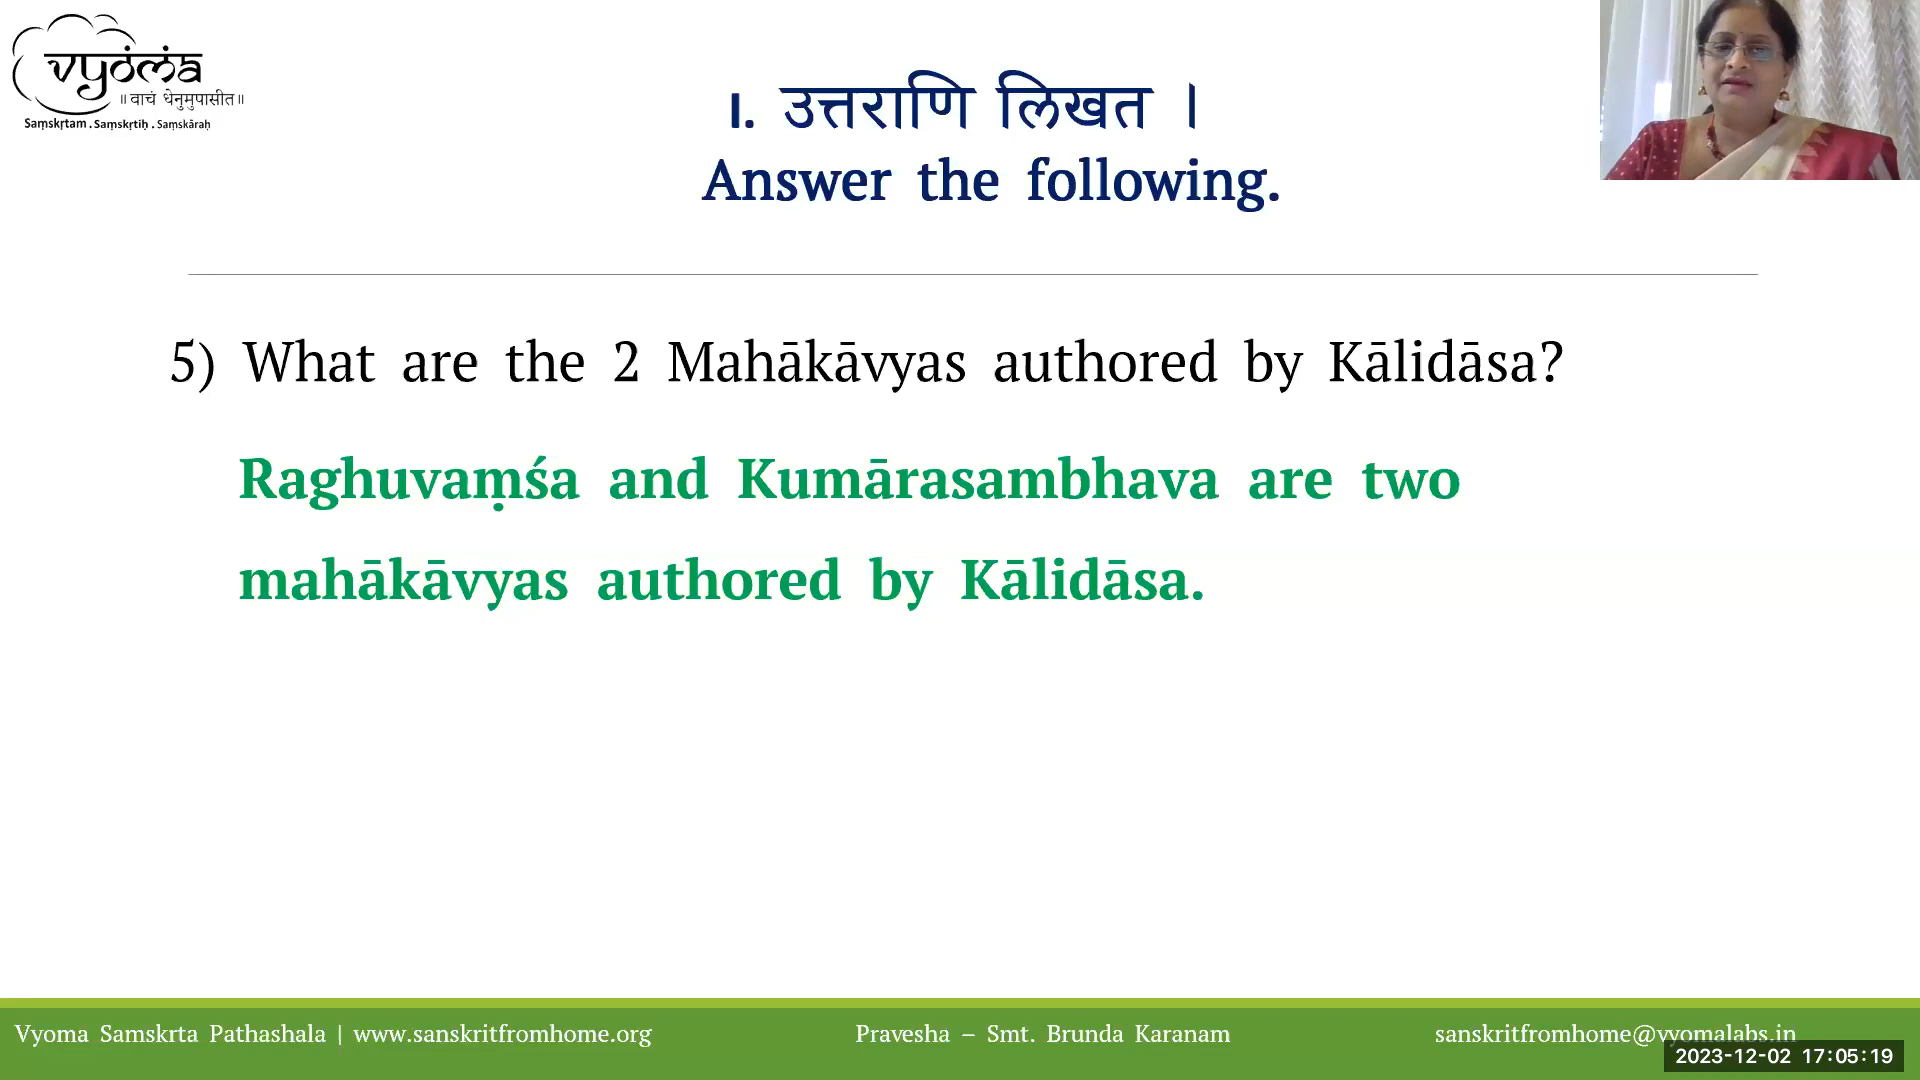 vyoma
॥वाचं धेनुमुपासीत॥
Saṃskṛtam . Saṃskṛtiḥ . Saṃskāraḥ
I. उत्तराणि लिखत ।
Answer the following.
5) What are the 2 Mahākāvyas authored by Kālidāsa?
Raghuvaṃśa and Kumārasambhava are two
mahākāvyas authored by Kālidāsa.
Vyoma Samskrta Pathashala | www.sanskritfromhome.org
Pravesha – Smt. Brunda Karanam
sanskritfromhome@vyomalabs.in
2023-12-02 17:05:19